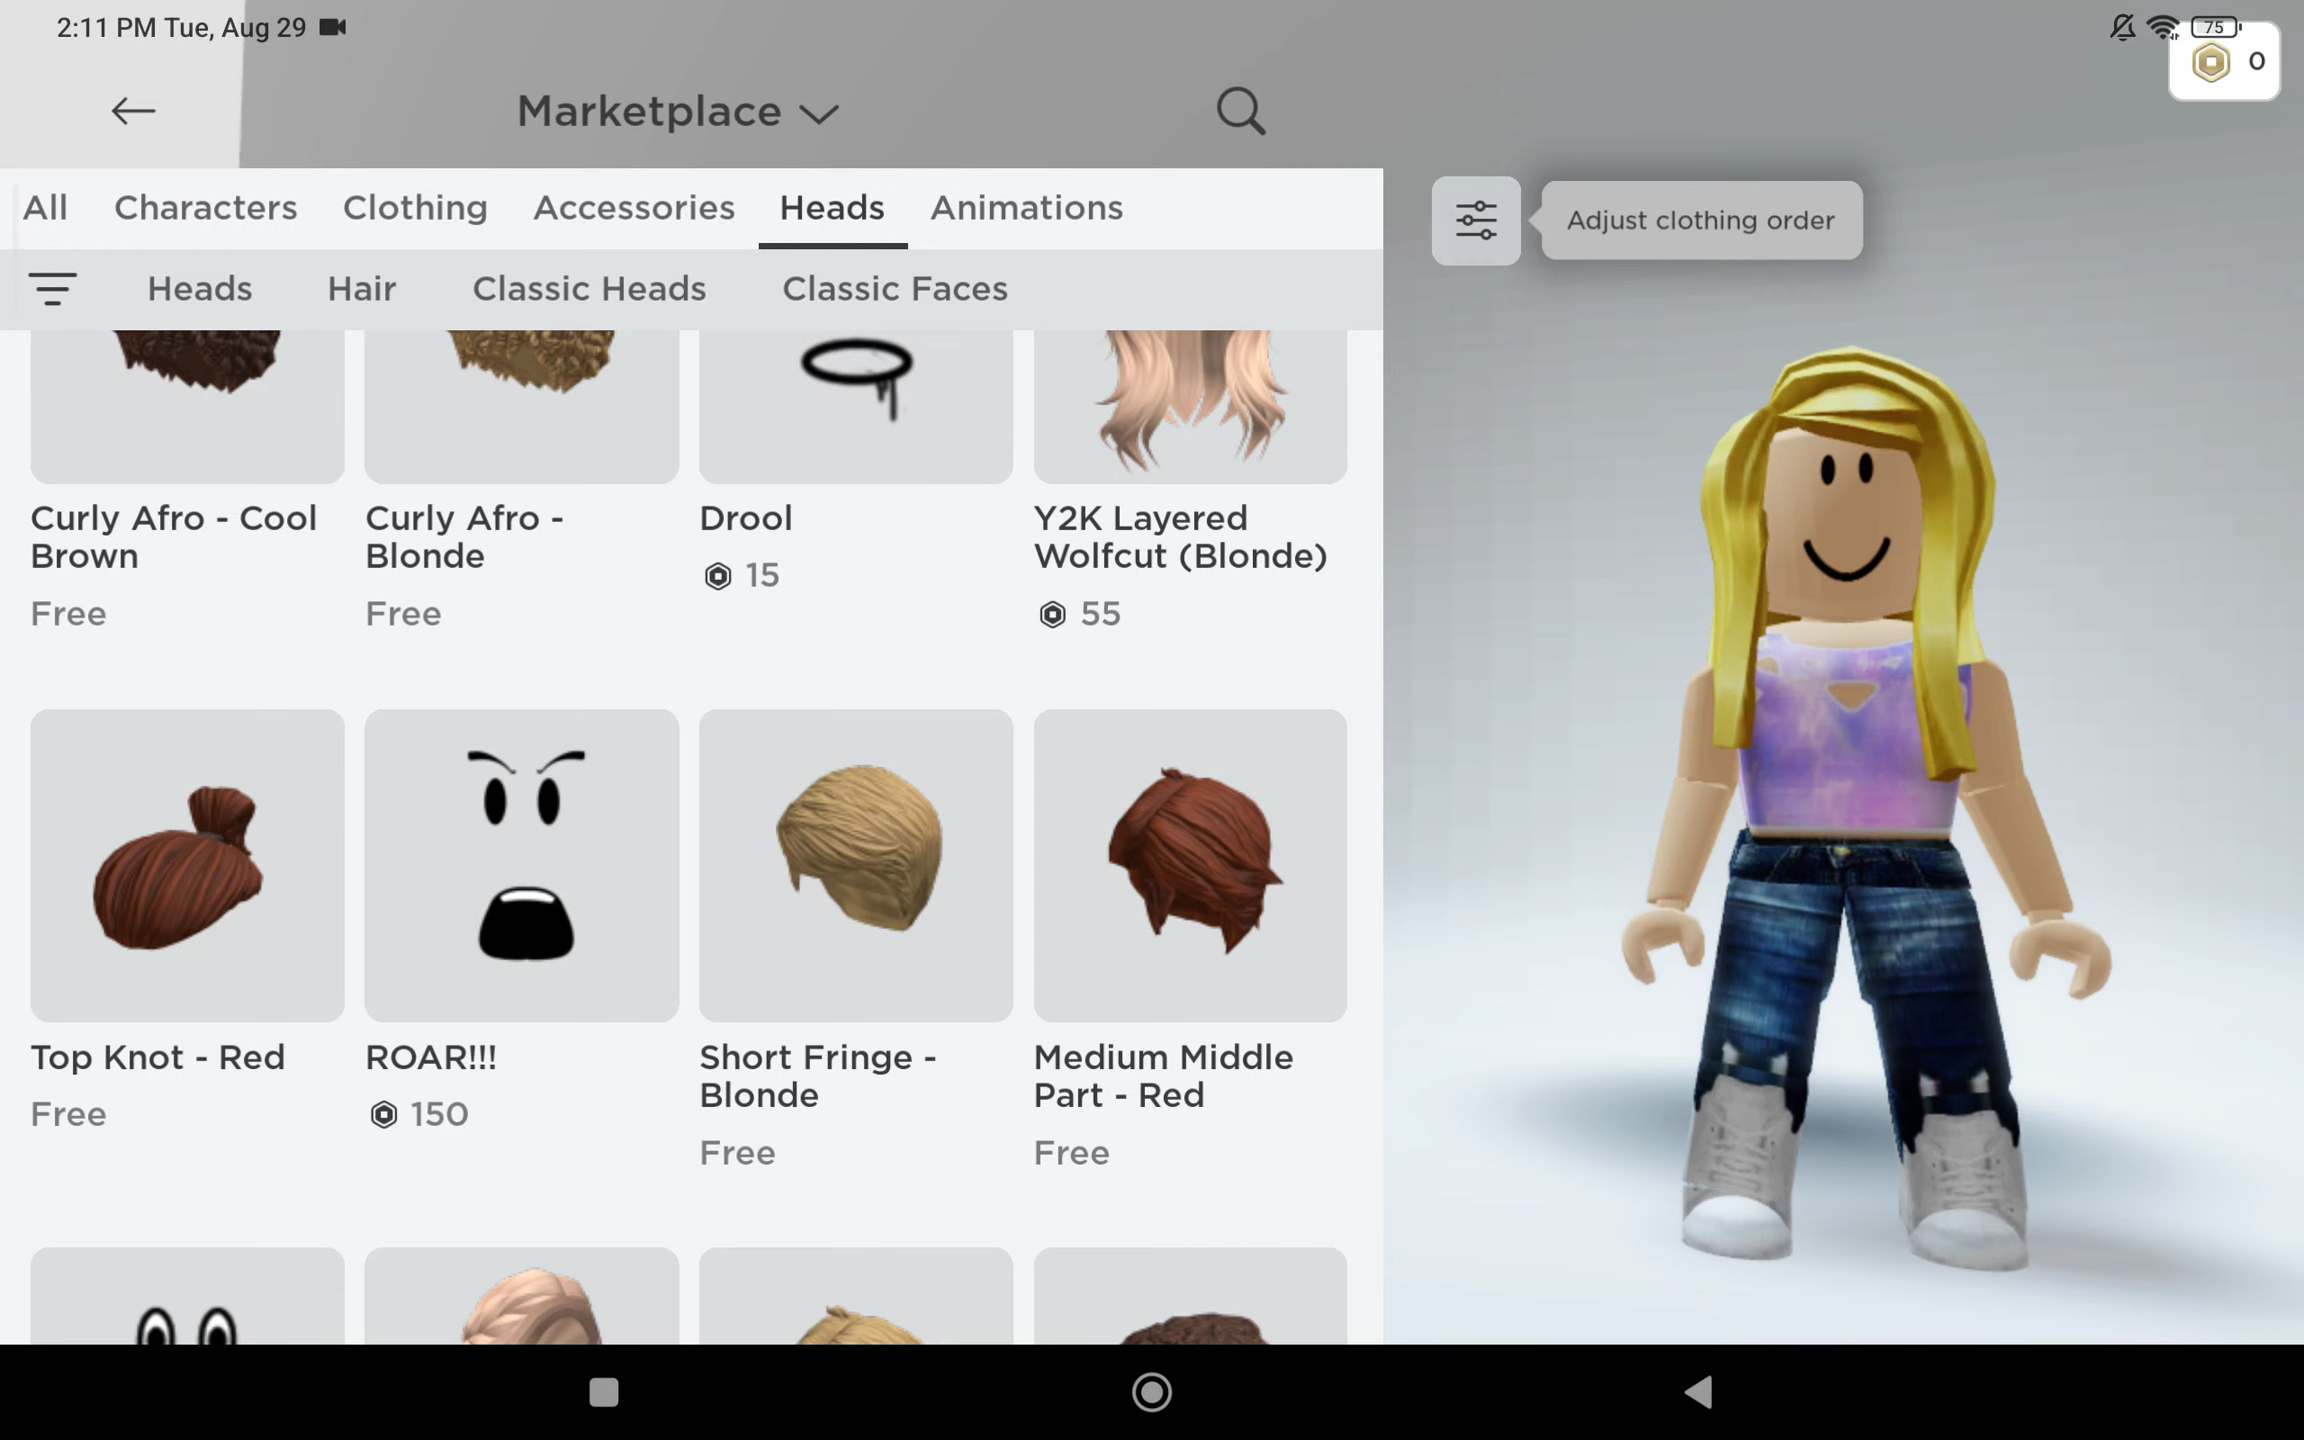 2:11 PM Tue, Aug 29
75
0
Marketplace
All Characters Clothing Accessories Heads Animations
Adjust clothing order
Heads Hair Classic Heads Classic Faces
Curly Afro - Cool
Brown
Free
Curly Afro -
Blonde
Free
Drool
15
Y2K Layered
Wolfcut (Blonde)
55
Top Knot - Red
Free
ROAR!!!
150
Short Fringe -
Blonde
Free
Medium Middle
Part - Red
Free